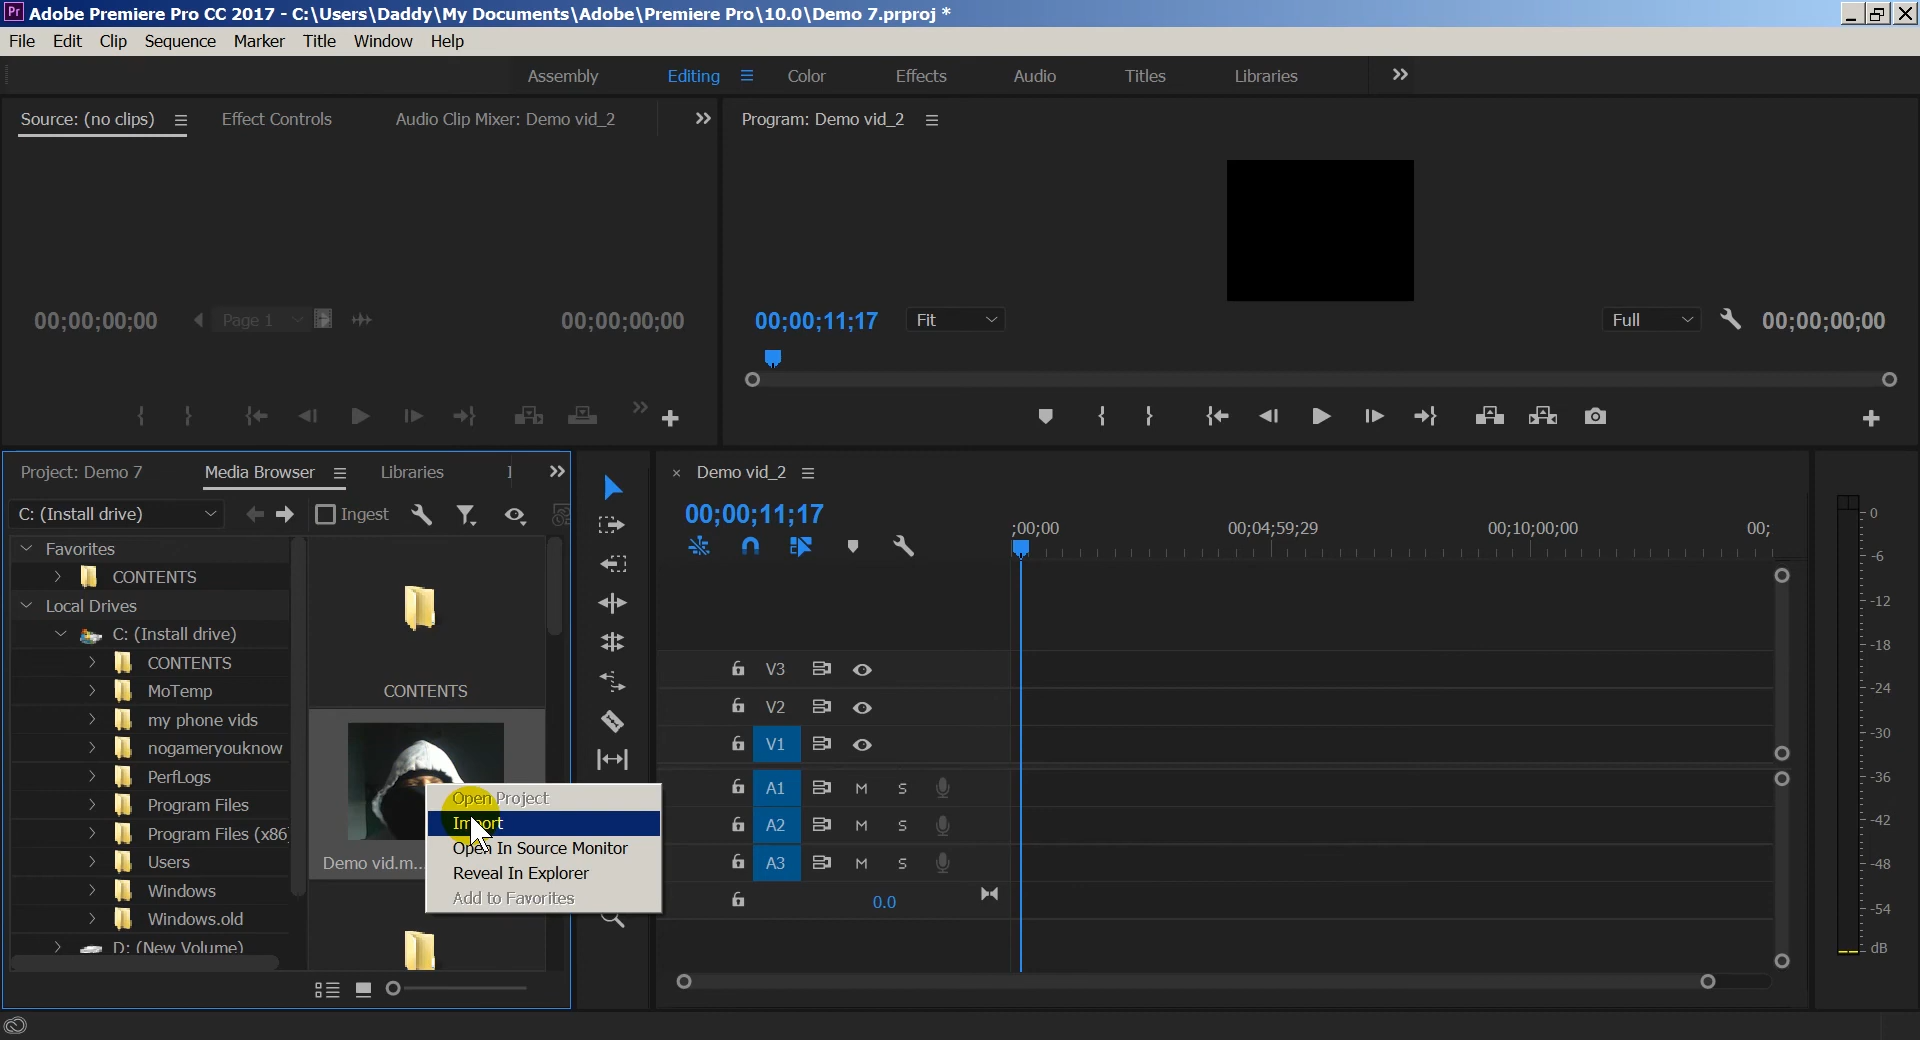 Pr Adobe Premiere Pro CC 2017 - C:\Users\Daddy\My Documents\Adobe\Premiere Pro\10.0\Demo 7.prproj *
File Edit Clip Sequence Marker Title Window Help
Assembly Editing Color Effects Audio Titles Libraries
Source: (no clips) Effect Controls Audio Clip Mixer: Demo vid_2
Program: Demo vid_2
00;00;00;00 Page 1 00;00;00;00
00;00;11;17 Fit Full 00;00;00;00
Project: Demo 7 Media Browser Libraries
Demo vid_2
C: (Install drive) Ingest
00;00;11;17
;00;00 00;04;59;29 00;10;00;00 00;
Favorites
CONTENTS
Local Drives
C: (Install drive)
CONTENTS
MoTemp
my phone vids
nogameryouknow
PerfLogs
Program Files
Program Files (x86)
Users
Windows
Windows.old
D: (New Volume)
CONTENTS
Demo vid.m...
Open Project
Import
Open In Source Monitor
Reveal In Explorer
Add to Favorites
V3
V2
V1
A1 M S
A2 M S
A3 M S
0.0
0
-6
-12
-18
-24
-30
-36
-42
-48
-54
dB